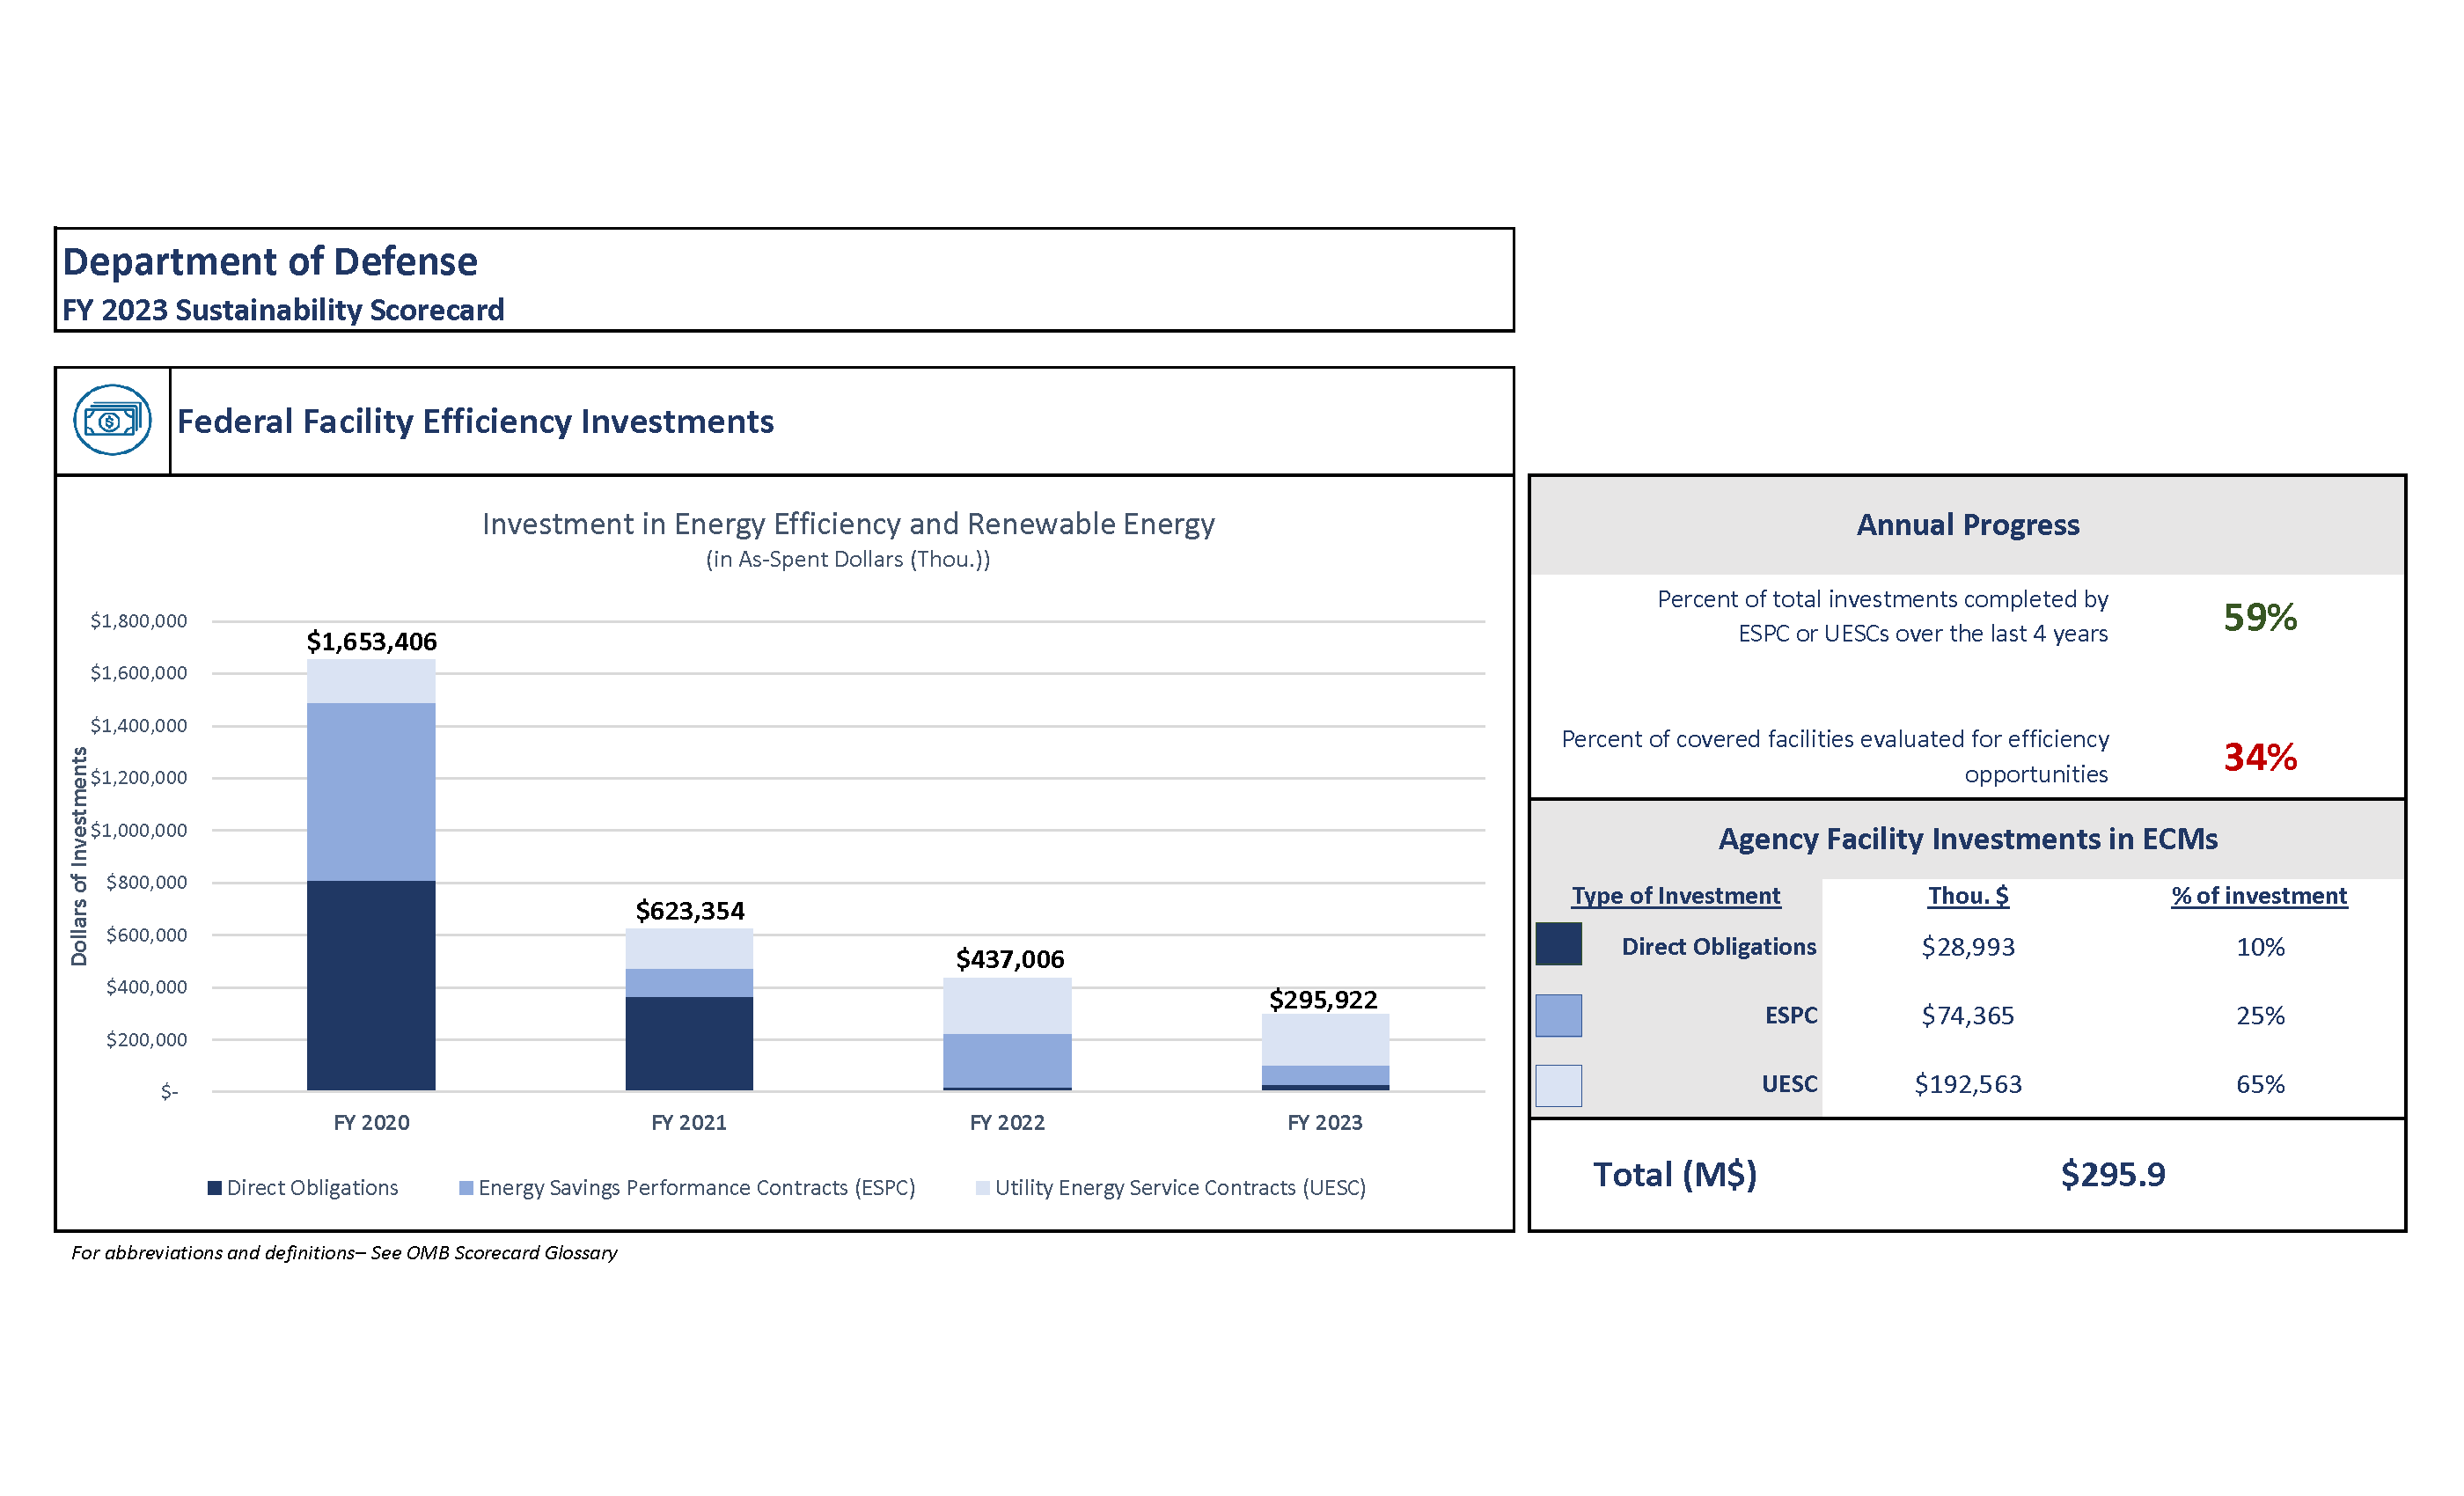 Department of Defense
FY 2023 Sustainability Scorecard
Federal Facility Efficiency Investments
Investment in Energy Efficiency and Renewable Energy
(in As-Spent Dollars (Thou.))
Dollars of Investments
$1,800,000
$1,600,000
$1,400,000
$1,200,000
$1,000,000
$800,000
$600,000
$400,000
$200,000
$-
$1,653,406
$623,354
$437,006
$295,922
FY 2020
FY 2021
FY 2022
FY 2023
Direct Obligations
Energy Savings Performance Contracts (ESPC)
Utility Energy Service Contracts (UESC)
For abbreviations and definitions– See OMB Scorecard Glossary
Annual Progress
Percent of total investments completed by
ESPC or UESCs over the last 4 years
59%
Percent of covered facilities evaluated for efficiency
opportunities
34%
Agency Facility Investments in ECMs
Type of Investment Thou. $ % of investment
Direct Obligations $28,993 10%
ESPC $74,365 25%
UESC $192,563 65%
Total (M$) $295.9